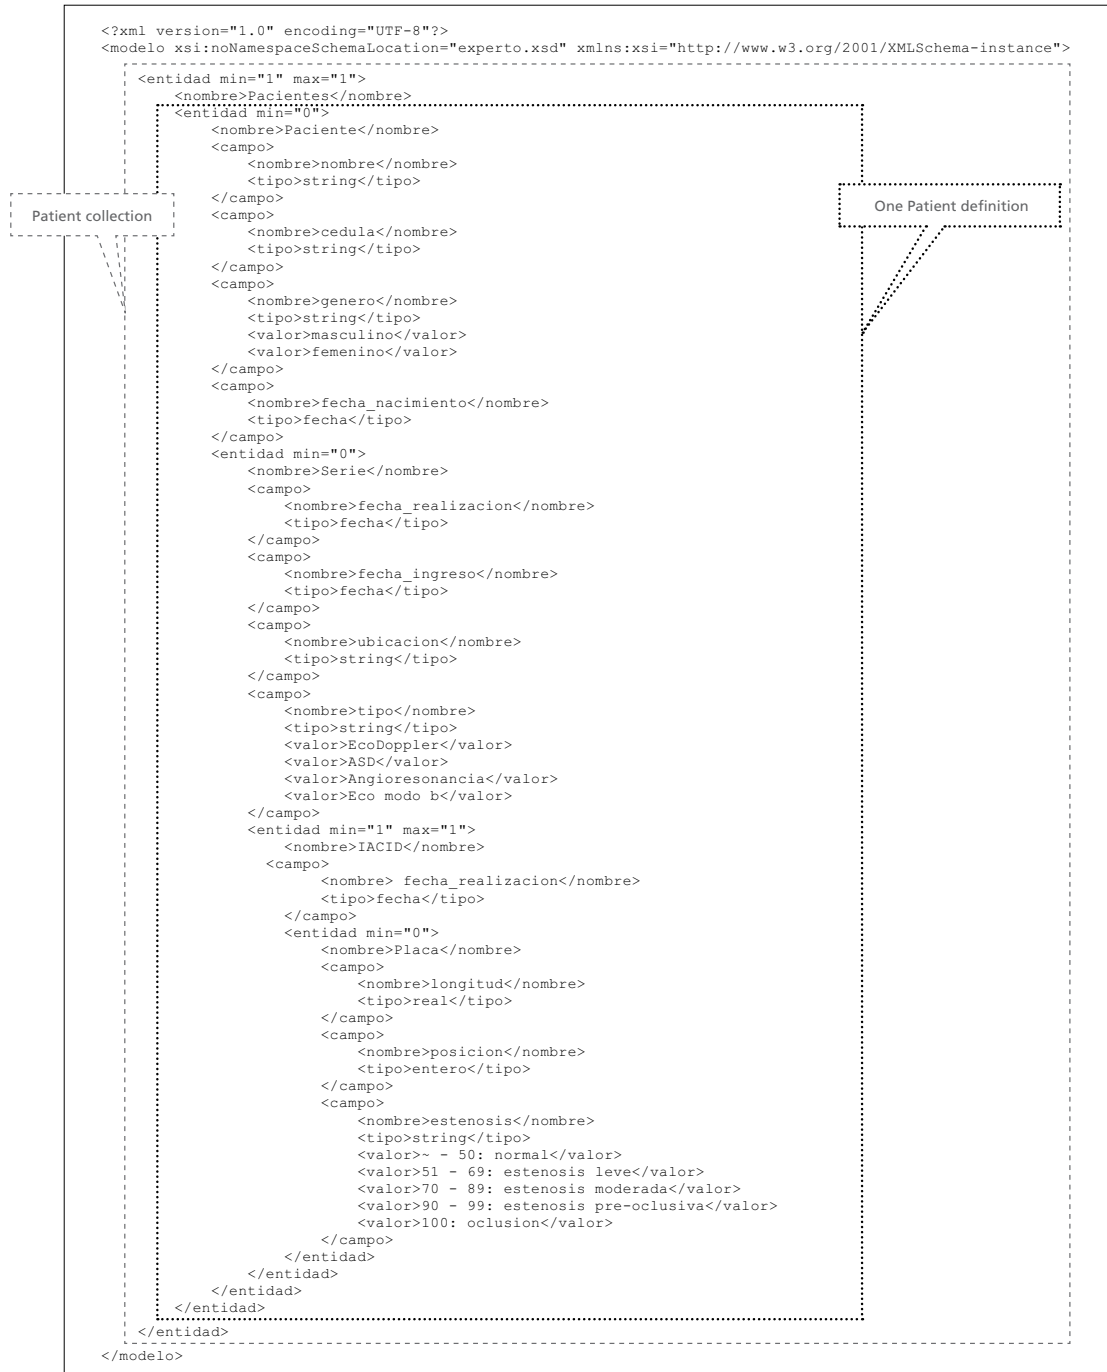 <?xml version="1.0" encoding="UTF-8"?>
<modelo xsi:noNamespaceSchemaLocation="experto.xsd" xmlns:xsi="http://www.w3.org/2001/XMLSchema-instance">
<entidad min="1" max="1">
<nombre>Pacientes</nombre>
<entidad min="0">
<nombre>Paciente</nombre>
<campo>
<nombre>nombre</nombre>
<tipo>string</tipo>
</campo>
<campo>
<nombre>cedula</nombre>
<tipo>string</tipo>
</campo>
<campo>
<nombre>genero</nombre>
<tipo>string</tipo>
<valor>masculino</valor>
<valor>femenino</valor>
</campo>
<campo>
<nombre>fecha_nacimiento</nombre>
<tipo>fecha</tipo>
</campo>
<entidad min="0">
<nombre>Serie</nombre>
<campo>
<nombre>fecha_realizacion</nombre>
<tipo>fecha</tipo>
</campo>
<campo>
<nombre>fecha_ingreso</nombre>
<tipo>fecha</tipo>
</campo>
<campo>
<nombre>ubicacion</nombre>
<tipo>string</tipo>
</campo>
<campo>
<nombre>tipo</nombre>
<tipo>string</tipo>
<valor>EcoDoppler</valor>
<valor>ASD</valor>
<valor>Angioresonancia</valor>
<valor>Eco modo b</valor>
</campo>
<entidad min="1" max="1">
<nombre>IACID</nombre>
<campo>
<nombre> fecha_realizacion</nombre>
<tipo>fecha</tipo>
</campo>
<entidad min="0">
<nombre>Placa</nombre>
<campo>
<nombre>longitud</nombre>
<tipo>real</tipo>
</campo>
<campo>
<nombre>posicion</nombre>
<tipo>entero</tipo>
</campo>
<campo>
<nombre>estenosis</nombre>
<tipo>string</tipo>
<valor>~ - 50: normal</valor>
<valor>51 - 69: estenosis leve</valor>
<valor>70 - 89: estenosis moderada</valor>
<valor>90 - 99: estenosis pre-oclusiva</valor>
<valor>100: oclusion</valor>
</campo>
</entidad>
</entidad>
</entidad>
</entidad>
</entidad>
</modelo>
Patient collection
One Patient definition